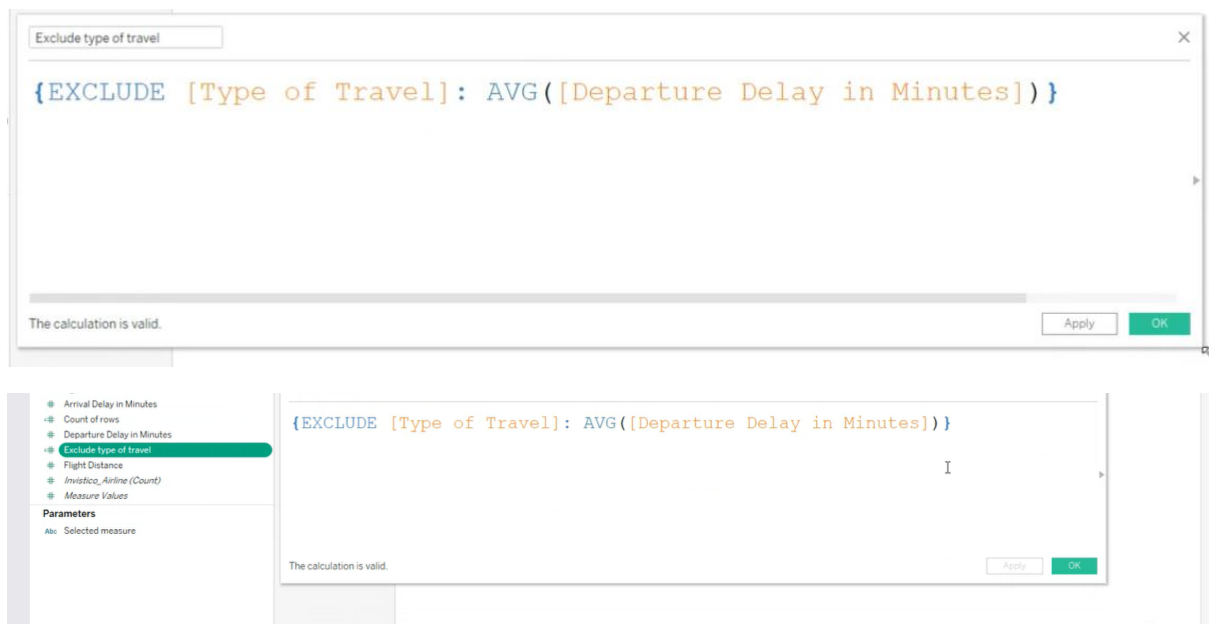 Exclude type of travel
{EXCLUDE [Type of Travel]: AVG([Departure Delay in Minutes])}
The calculation is valid.
Apply
OK
Arrival Delay in Minutes
Count of rows
Departure Delay in Minutes
Exclude type of travel
Flight Distance
Invistico_Airline (Count)
Measure Values
Parameters
Abc Selected measure
{EXCLUDE [Type of Travel]: AVG([Departure Delay in Minutes])}
The calculation is valid.
Apply
OK